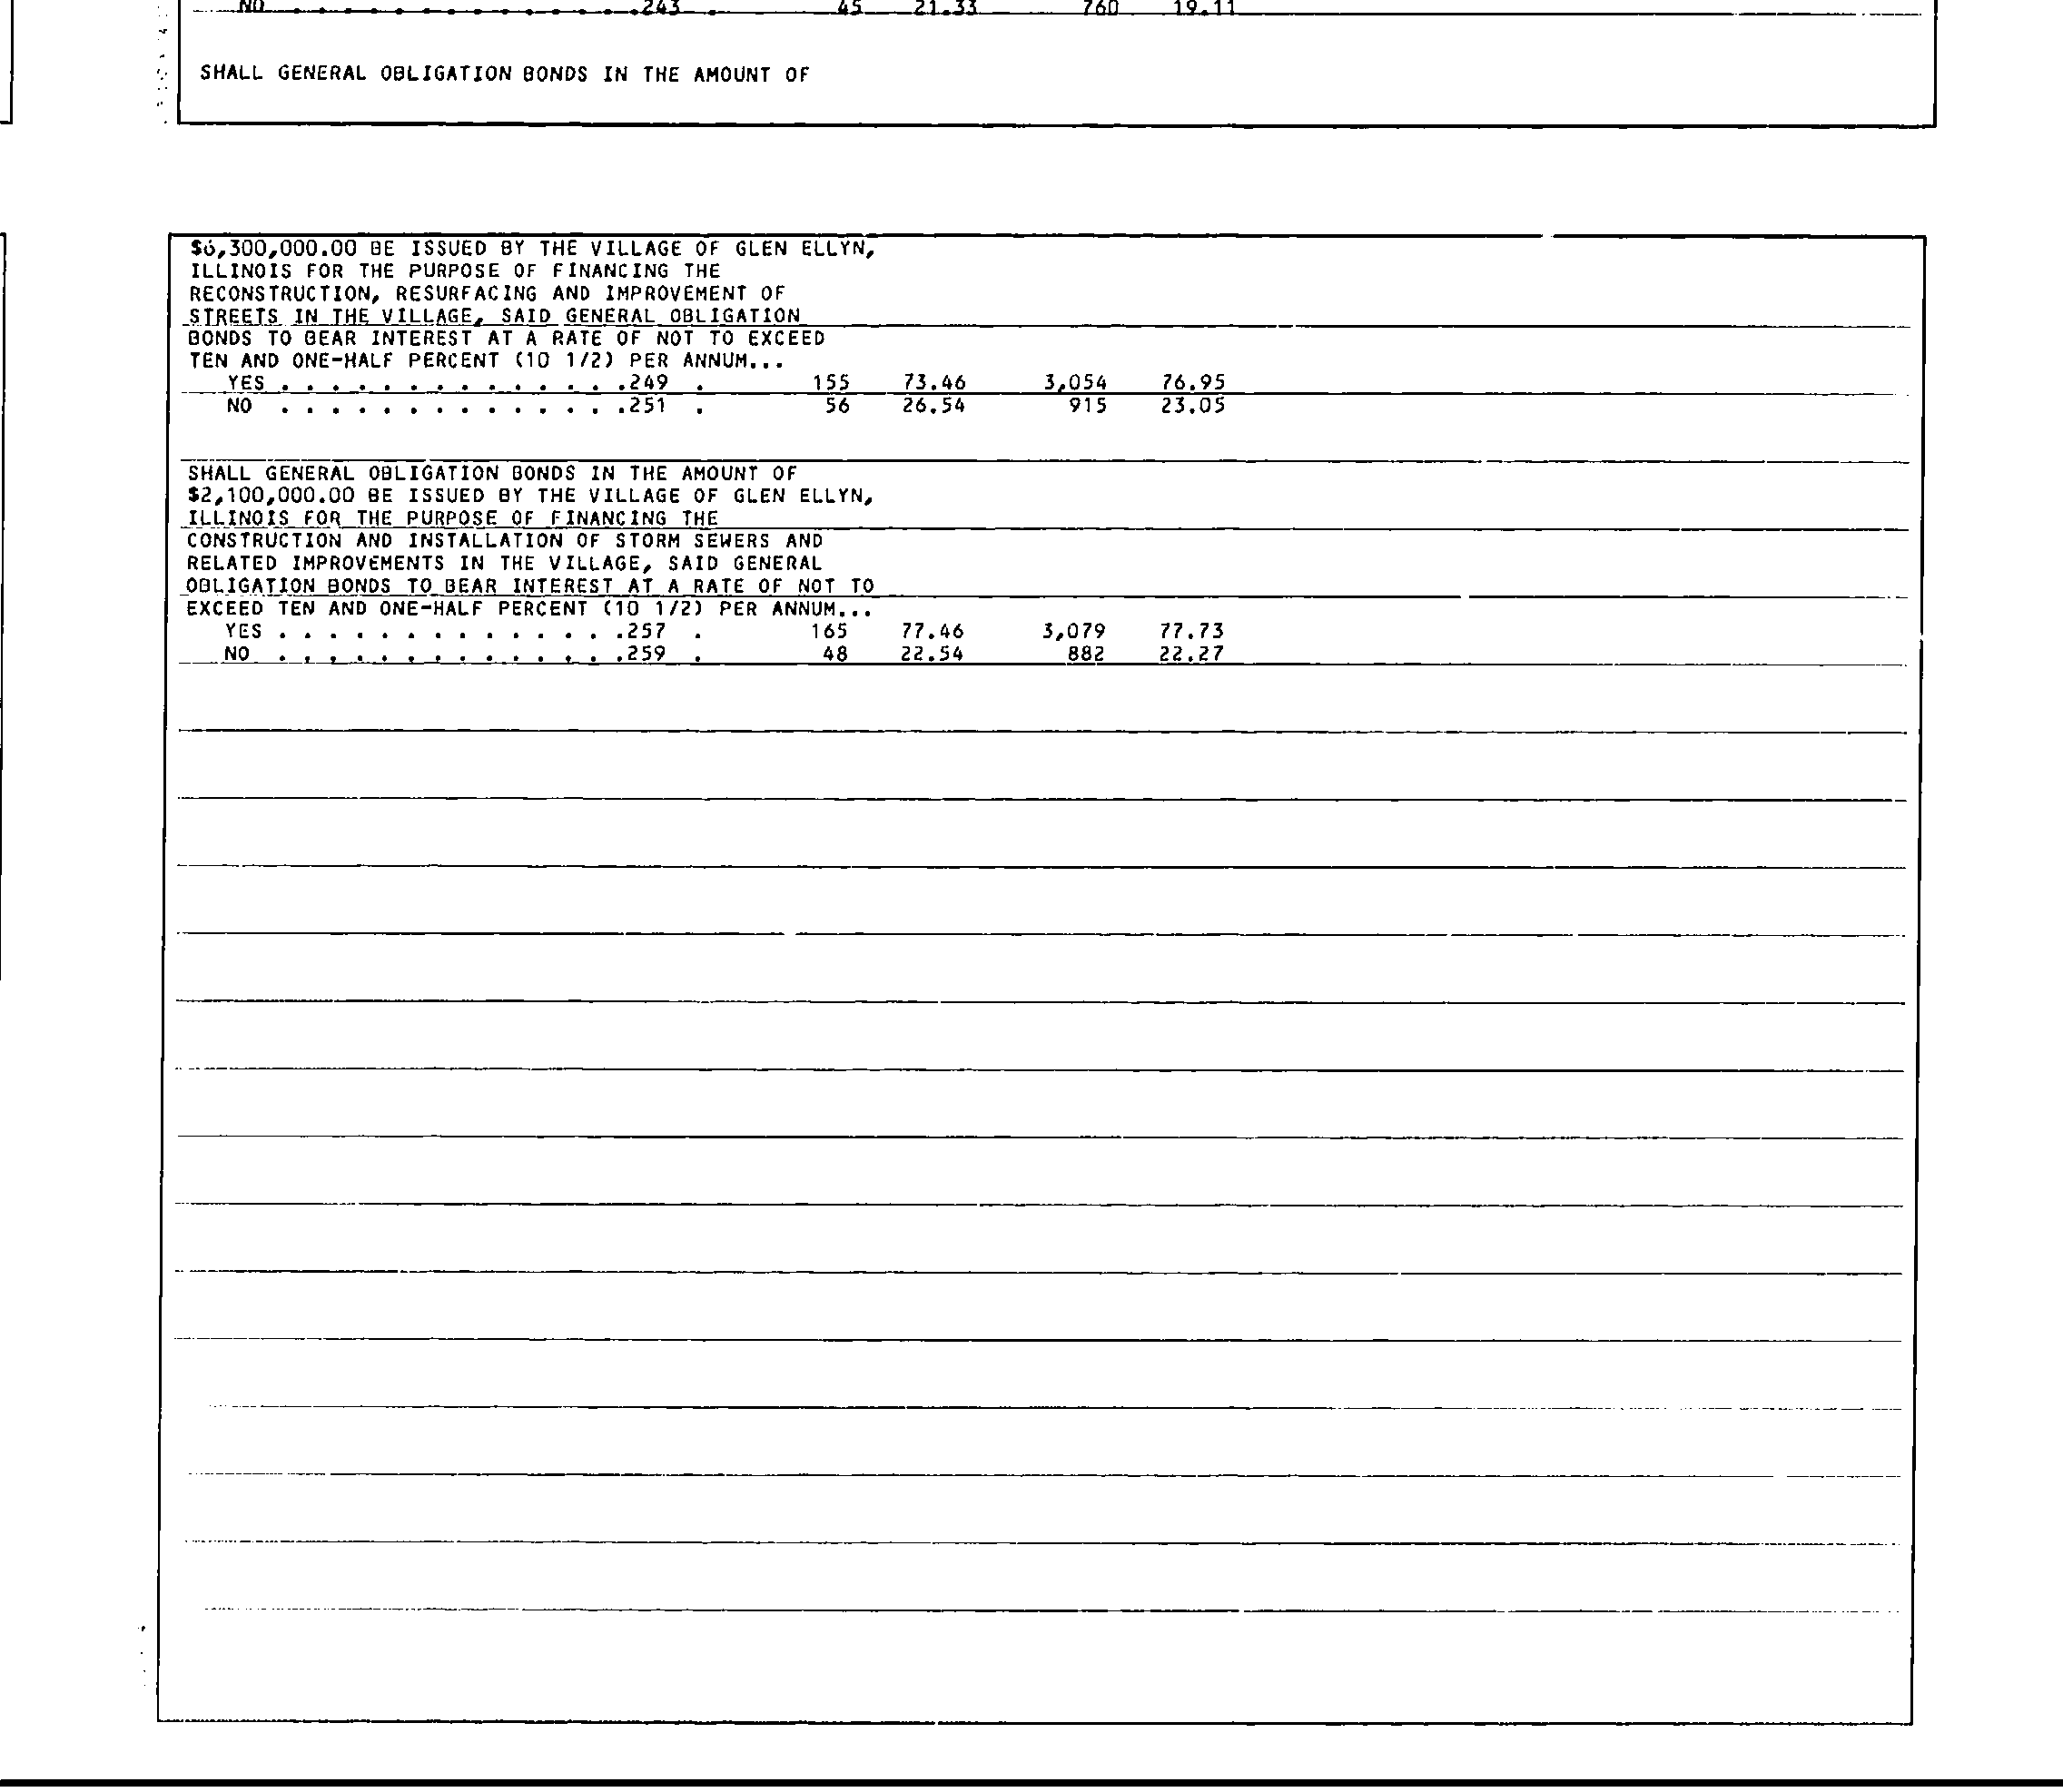 NO . . . . . . . . . . . . . .243 . 45 21.33 760 19.11
SHALL GENERAL OBLIGATION BONDS IN THE AMOUNT OF
$6,300,000.00 BE ISSUED BY THE VILLAGE OF GLEN ELLYN,
ILLINOIS FOR THE PURPOSE OF FINANCING THE
RECONSTRUCTION, RESURFACING AND IMPROVEMENT OF
STREETS IN THE VILLAGE, SAID GENERAL OBLIGATION
BONDS TO BEAR INTEREST AT A RATE OF NOT TO EXCEED
TEN AND ONE-HALF PERCENT (10 1/2) PER ANNUM...
YES . . . . . . . . . . . . . .249 . 155 73.46 3,054 76.95
NO . . . . . . . . . . . . . .251 . 56 26.54 915 23.05
SHALL GENERAL OBLIGATION BONDS IN THE AMOUNT OF
$2,100,000.00 BE ISSUED BY THE VILLAGE OF GLEN ELLYN,
ILLINOIS FOR THE PURPOSE OF FINANCING THE
CONSTRUCTION AND INSTALLATION OF STORM SEWERS AND
RELATED IMPROVEMENTS IN THE VILLAGE, SAID GENERAL
OBLIGATION BONDS TO BEAR INTEREST AT A RATE OF NOT TO
EXCEED TEN AND ONE-HALF PERCENT (10 1/2) PER ANNUM...
YES . . . . . . . . . . . . . .257 . 165 77.46 3,079 77.73
NO . . . . . . . . . . . . . .259 . 48 22.54 882 22.27